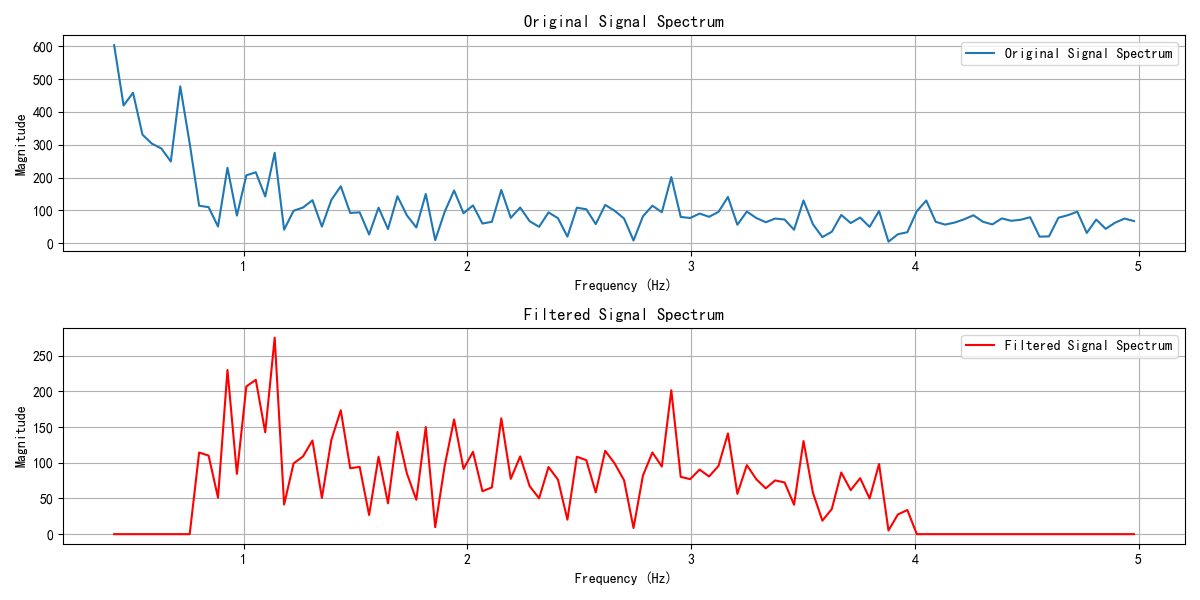 Original Signal Spectrum
600
500
400
300
200
100
0
Magnitude
Original Signal Spectrum
1 2 3 4 5
Frequency (Hz)
Filtered Signal Spectrum
250
200
150
100
50
0
Magnitude
Filtered Signal Spectrum
1 2 3 4 5
Frequency (Hz)